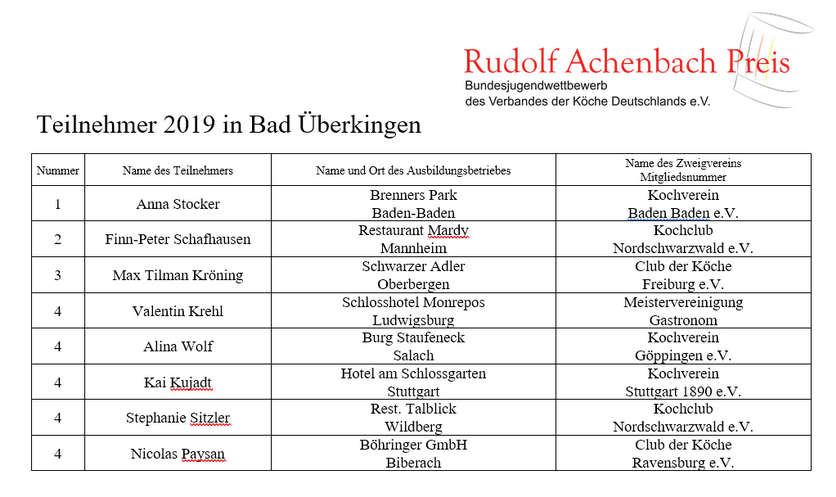 Rudolf Achenbach Preis
Bundesjugendwettbewerb
des Verbandes der Köche Deutschlands e.V.
Teilnehmer 2019 in Bad Überkingen
Nummer Name des Teilnehmers Name und Ort des Ausbildungsbetriebes Name des Zweigvereins
Mitgliedsnummer
1 Anna Stocker Brenners Park Kochverein
Baden-Baden Baden Baden e.V.
2 Finn-Peter Schafhausen Restaurant Mardv Kochclub
Mannheim Nordschwarzwald e.V.
3 Max Tilman Kröning Schwarzer Adler Club der Köche
Oberbergen Freiburg e.V.
4 Valentin Krehl Schlosshotel Monrepos Meistervereinigung
Ludwigsburg Gastronom
4 Alina Wolf Burg Staufeneck Kochverein
Salach Göppingen e.V.
4 Kai Kujadt Hotel am Schlossgarten Kochverein
Stuttgart Stuttgart 1890 e.V.
4 Stephanie Sitzler Rest. Talblick Kochclub
Wildberg Nordschwarzwald e.V.
4 Nicolas Paysan Böhringer GmbH Club der Köche
Biberach Ravensburg e.V.